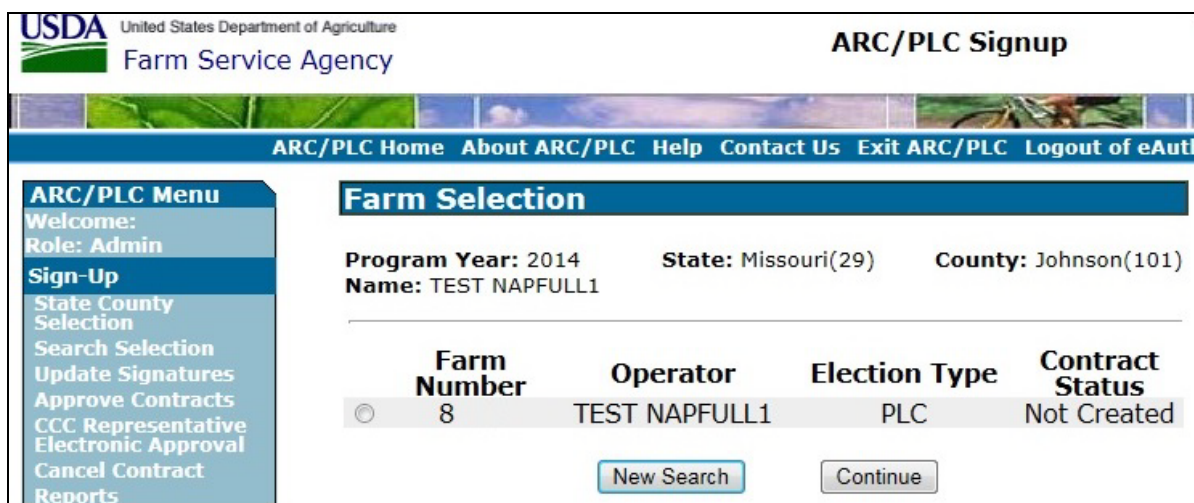 USDA United States Department of Agriculture
Farm Service Agency
ARC/PLC Signup
ARC/PLC Home About ARC/PLC Help Contact Us Exit ARC/PLC Logout of eAuth
ARC/PLC Menu
Welcome:
Role: Admin
Sign-Up
State County
Selection
Search Selection
Update Signatures
Approve Contracts
CCC Representative
Electronic Approval
Cancel Contract
Reports
Farm Selection
Program Year: 2014 State: Missouri(29) County: Johnson(101)
Name: TEST NAPFULL1
Farm Number Operator Election Type Contract Status
8 TEST NAPFULL1 PLC Not Created
New Search Continue